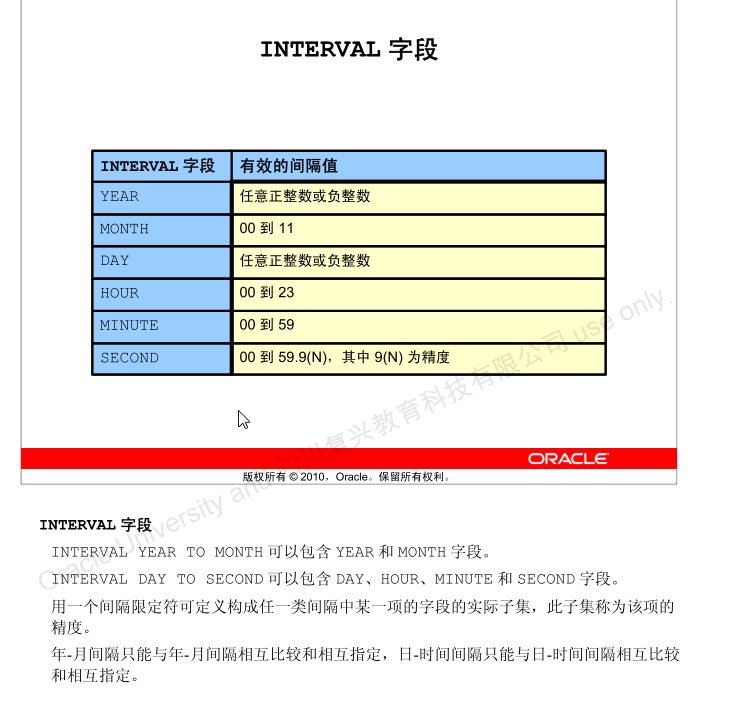 INTERVAL 字段
INTERVAL 字段 有效的间隔值
YEAR 任意正整数或负整数
MONTH 00 到 11
DAY 任意正整数或负整数
HOUR 00 到 23
MINUTE 00 到 59
SECOND 00 到 59.9(N)，其中 9(N) 为精度
ORACLE
版权所有 © 2010，Oracle。保留所有权利。
Oracle University and 四川复兴教育科技有限公司 use only.
INTERVAL 字段
INTERVAL YEAR TO MONTH 可以包含 YEAR 和 MONTH 字段。
INTERVAL DAY TO SECOND 可以包含 DAY、HOUR、MINUTE 和 SECOND 字段。
用一个间隔限定符可定义构成任一类间隔中某一项的字段的实际子集，此子集称为该项的
精度。
年-月间隔只能与年-月间隔相互比较和相互指定，日-时间间隔只能与日-时间间隔相互比较
和相互指定。